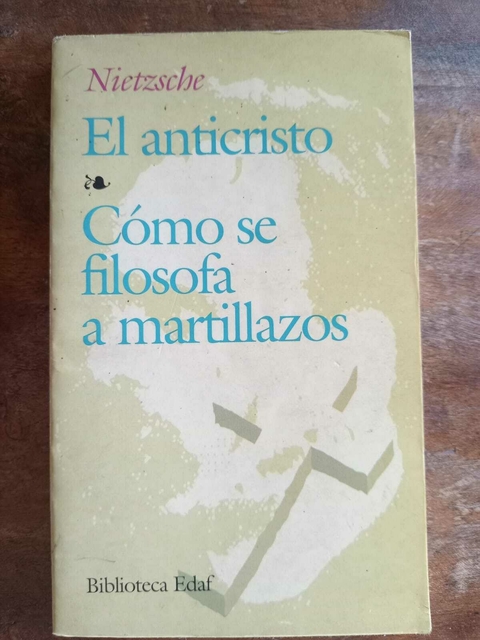 Nietzsche
El anticristo
Cómo se
filosofa
a martillazos
Biblioteca Edaf